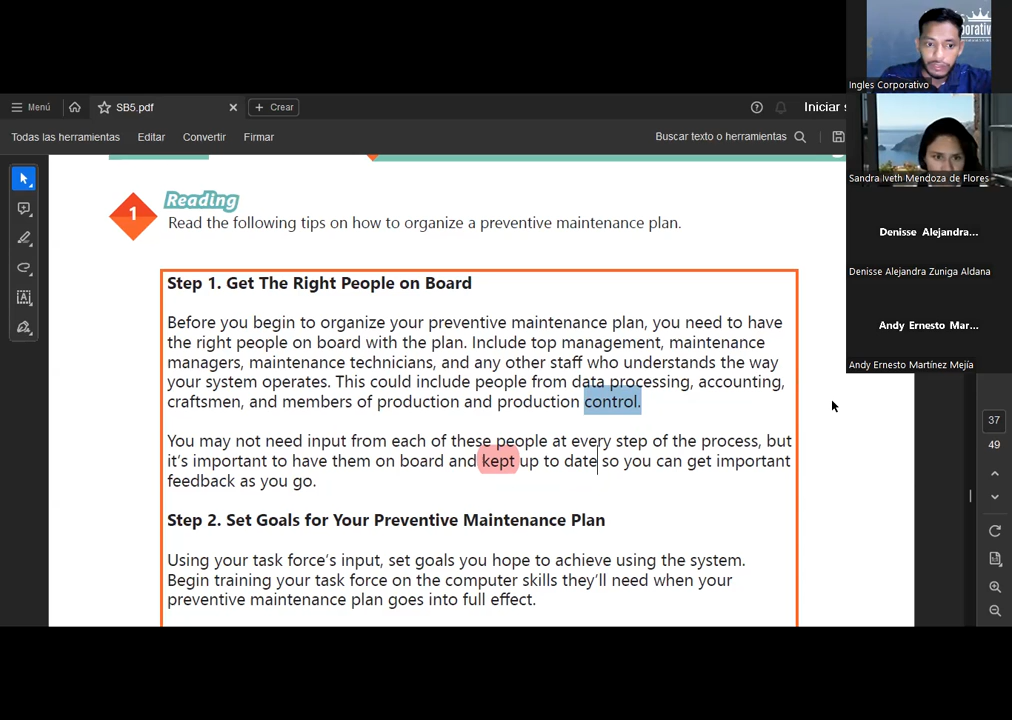 Ingles Corporativo
Menú
SB5.pdf
Crear
Iniciar s
Todas las herramientas
Editar
Convertir
Firmar
Buscar texto o herramientas
Sandra Iveth Mendoza de Flores
Denisse Alejandra...
Denisse Alejandra Zuniga Aldana
Andy Ernesto Mar...
Andy Ernesto Martínez Mejía
1
Reading
Read the following tips on how to organize a preventive maintenance plan.
Step 1. Get The Right People on Board
Before you begin to organize your preventive maintenance plan, you need to have
the right people on board with the plan. Include top management, maintenance
managers, maintenance technicians, and any other staff who understands the way
your system operates. This could include people from data processing, accounting,
craftsmen, and members of production and production control.
You may not need input from each of these people at every step of the process, but
it's important to have them on board and kept up to date so you can get important
feedback as you go.
Step 2. Set Goals for Your Preventive Maintenance Plan
Using your task force's input, set goals you hope to achieve using the system.
Begin training your task force on the computer skills they'll need when your
preventive maintenance plan goes into full effect.
37
49